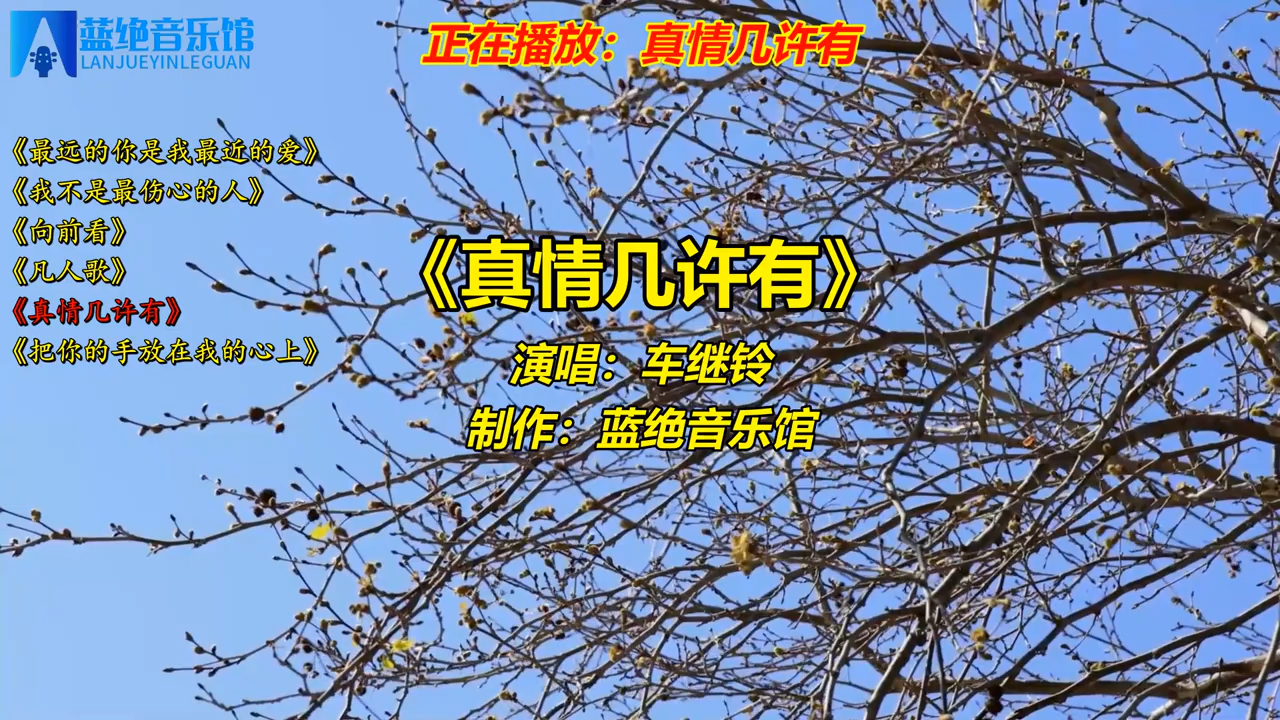 蓝绝音乐馆
LANJUEYINLEGUAN
正在播放：真情几许有
《最远的你是我最近的爱》
《我不是最伤心的人》
《向前看》
《凡人歌》
《真情几许有》
《把你的手放在我的心上》
《真情几许有》
演唱：车继铃
制作：蓝绝音乐馆